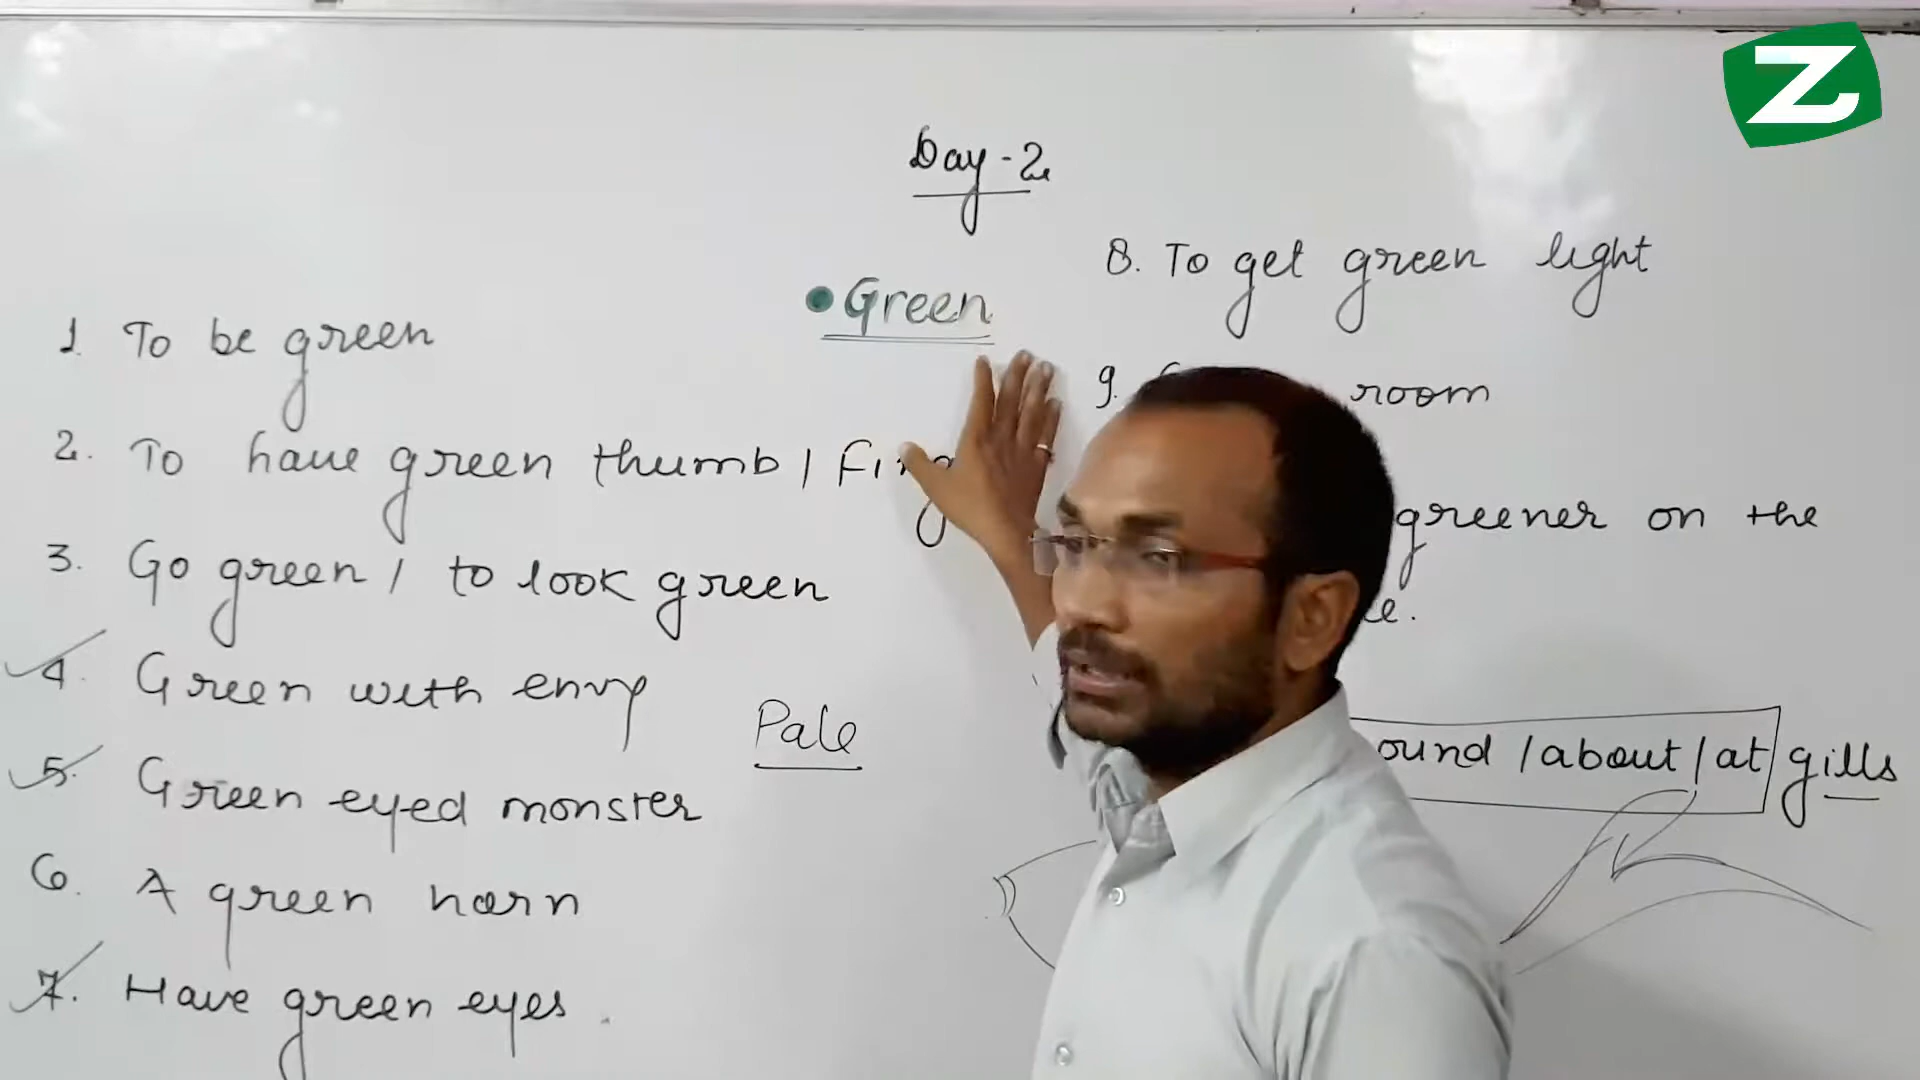 Z
Day - 2
• Green
1. To be green
2. To have green thumb / Fing
3. Go green / to look green
4. Green with envy
5. Green eyed monster
6. A green horn
7. Have green eyes.
Pale
8. To get green light
9. room
greener on the
e.
ound / about / at gills